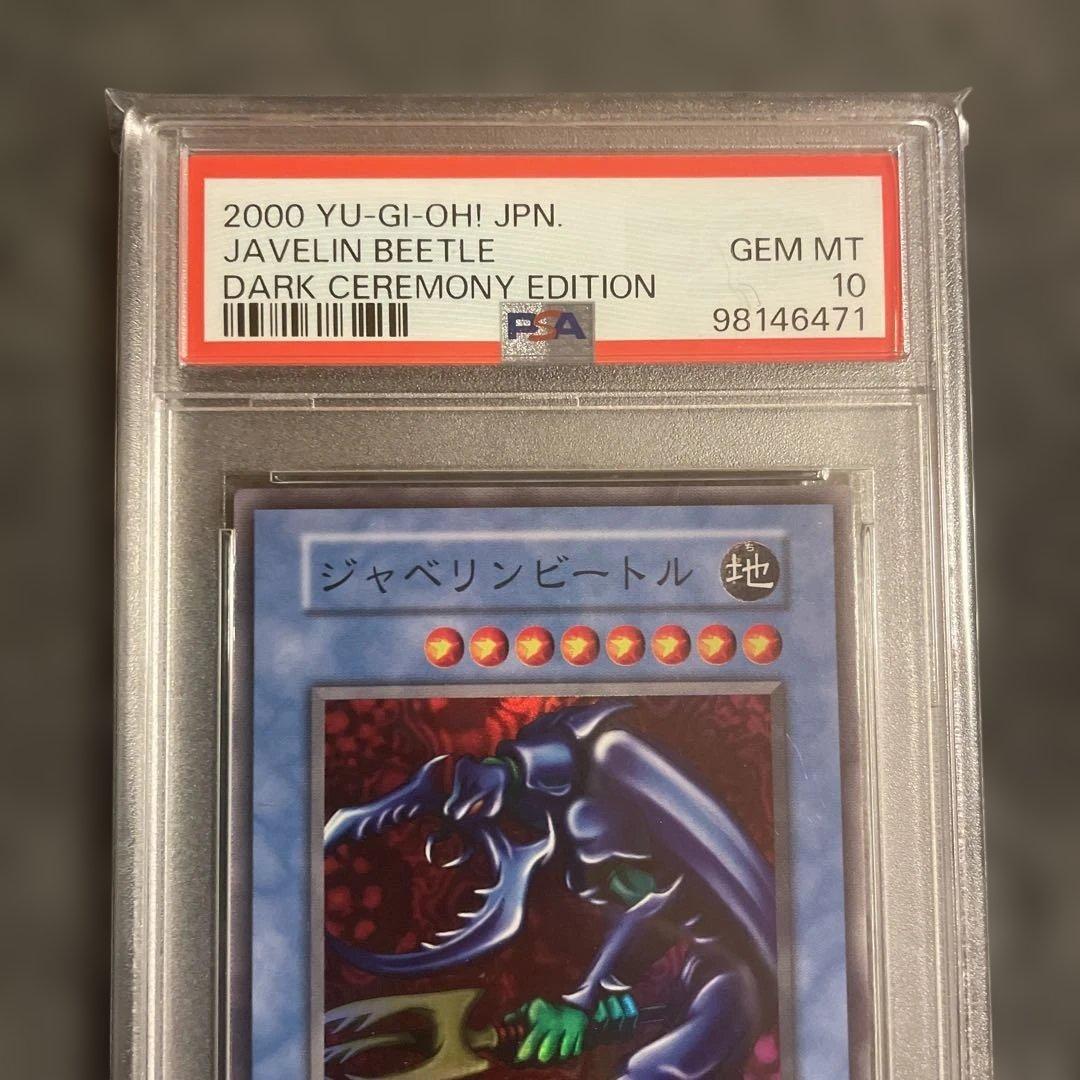 2000 YU-GI-OH! JPN.
JAVELIN BEETLE
GEM MT
DARK CEREMONY EDITION
10
PSA
98146471
ジャベリンビートル
ち
地